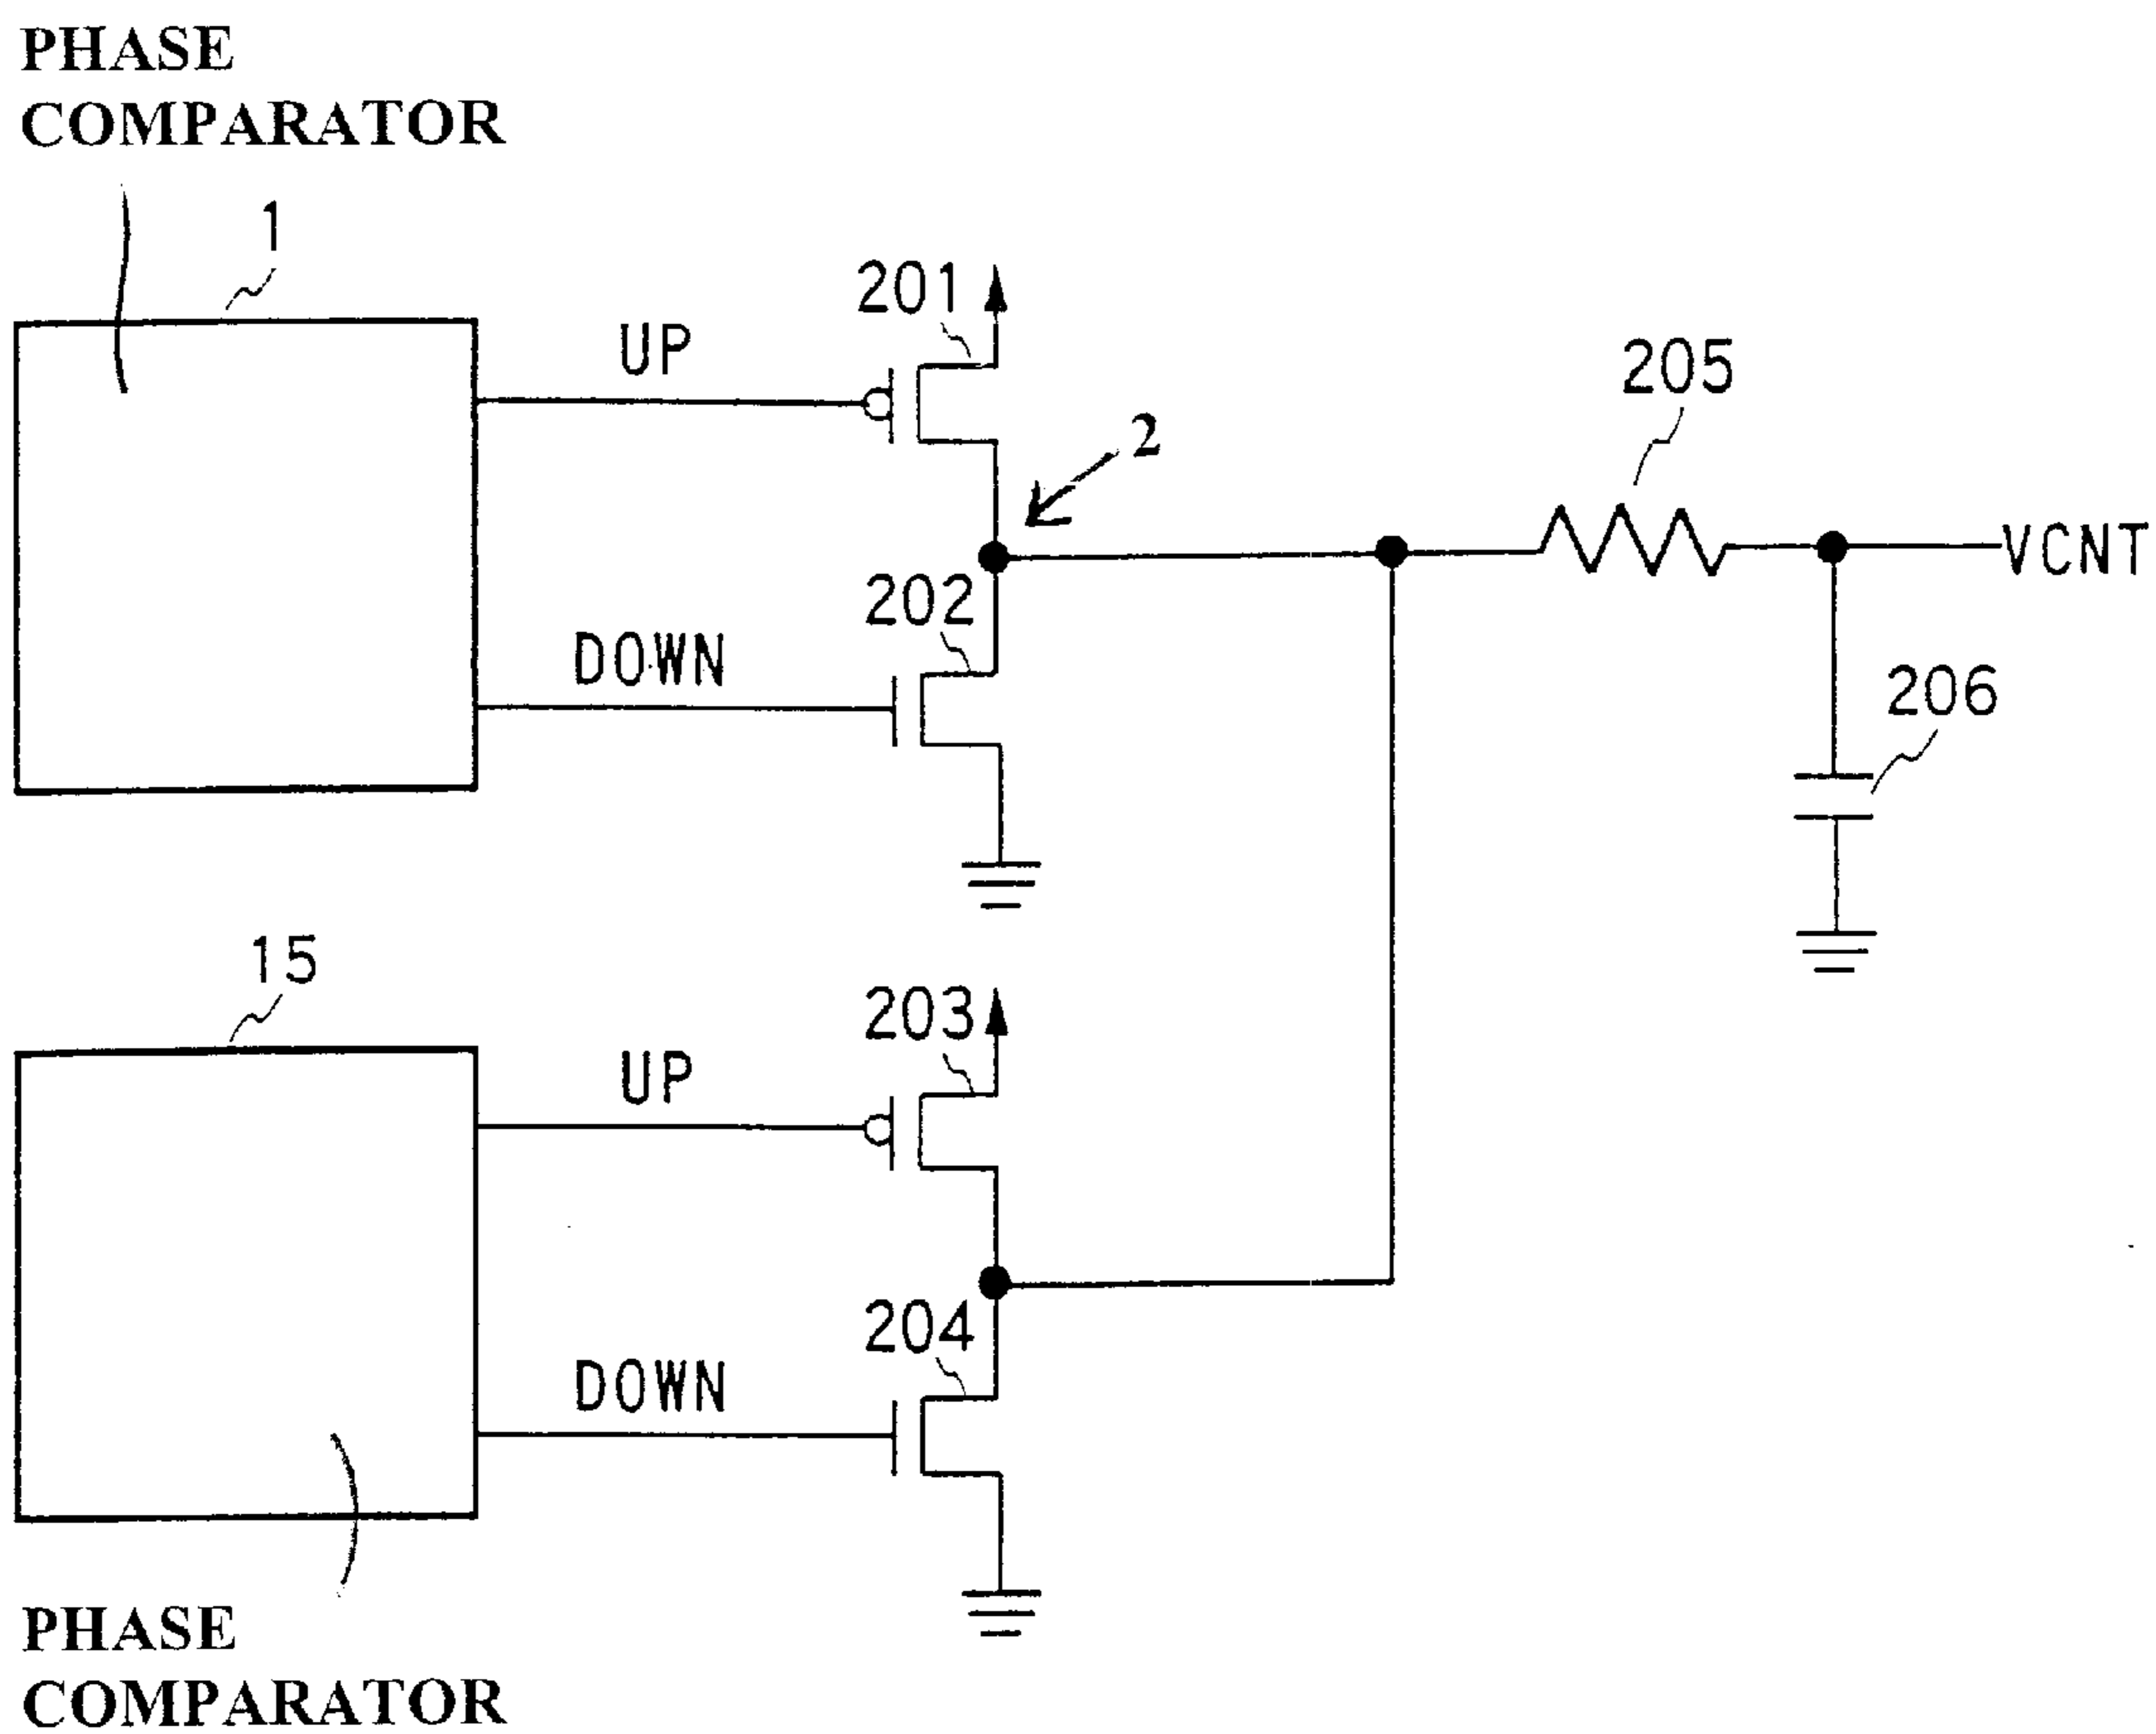 PHASE
COMPARATOR
1
201
UP
205
2
VCNT
202
DOWN
206
15
203
UP
204
DOWN
PHASE
COMPARATOR